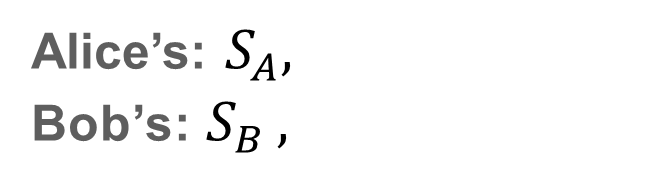 Alice’s: S_A,
Bob’s: S_B ,